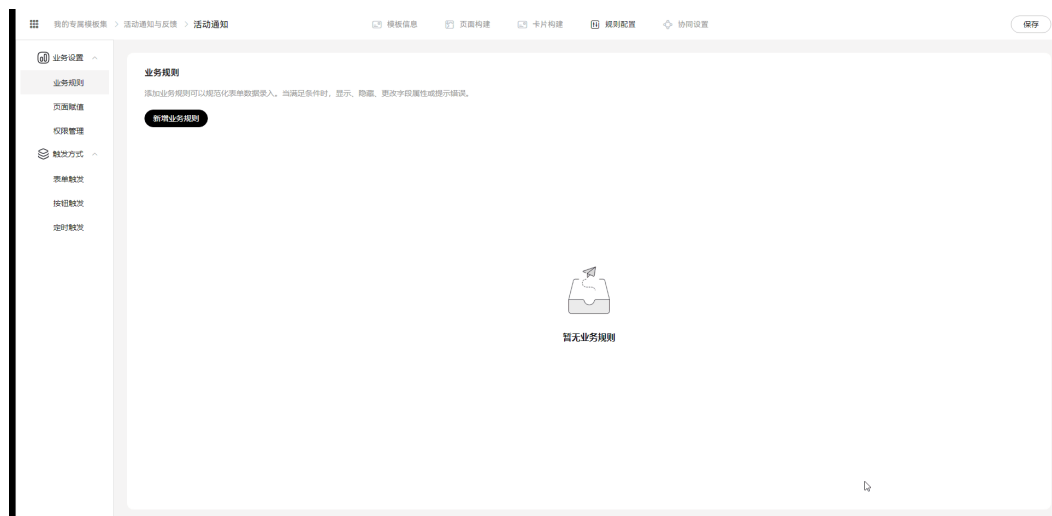 我的专属模板集 > 活动通知与反馈 > 活动通知
模板信息
页面构建
卡片构建
规则配置
协同设置
保存
业务设置
业务规则
页面赋值
权限管理
触发方式
表单触发
按钮触发
定时触发
业务规则
添加业务规则可以规范化表单数据录入。当满足条件时，显示、隐藏、更改字段属性或提示错误。
新增业务规则
暂无业务规则